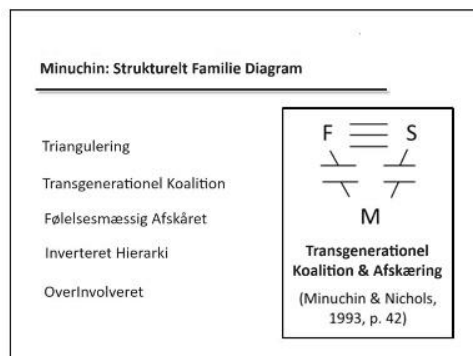 Minuchin: Strukturelt Familie Diagram
Triangulering
Transgenerationel Koalition
Følelsesmæssig Afskåret
Inverteret Hierarki
OverInvolveret
F S
M
Transgenerationel
Koalition & Afskæring
(Minuchin & Nichols,
1993, p. 42)